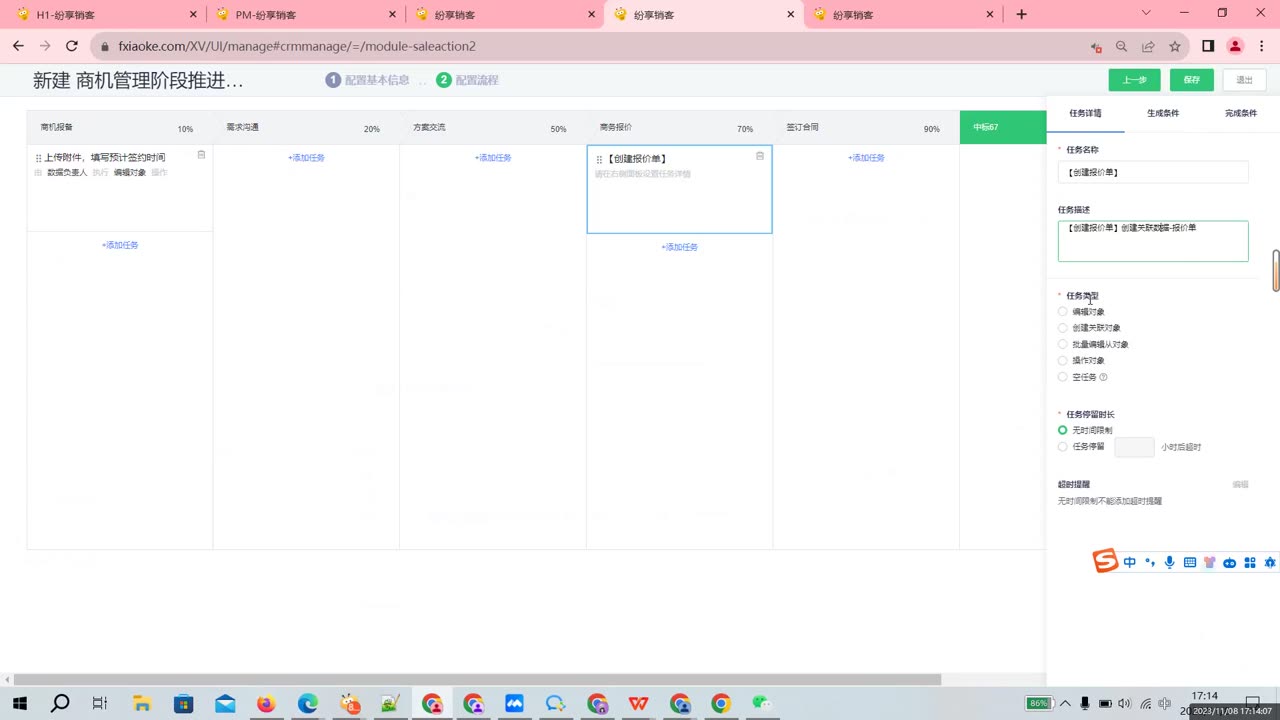 H1-纷享销客
PM-纷享销客
纷享销客
纷享销客
纷享销客
fxiaoke.com/XV/UI/manage#crmmanage/=/module-saleaction2
新建 商机管理阶段推进...
1 配置基本信息 ..
2 配置流程
上一步
保存
退出
商机报备 10%
需求沟通 20%
方案交流 50%
商务报价 70%
签订合同 90%
中标67
上传附件，填写预计签约时间
由 数据负责人 执行 编辑对象 操作
+添加任务
+添加任务
+添加任务
【创建报价单】
请在右侧面板设置任务详情
+添加任务
+添加任务
任务详情
生成条件
完成条件
* 任务名称
【创建报价单】
任务描述
【创建报价单】创建关联数据-报价单
* 任务类型
编辑对象
创建关联对象
批量编辑从对象
操作对象
空任务
* 任务停留时长
无时间限制
任务停留 小时后超时
超时提醒 编辑
无时间限制不能添加超时提醒
中
86%
17:14
2023/11/08 17:14:07